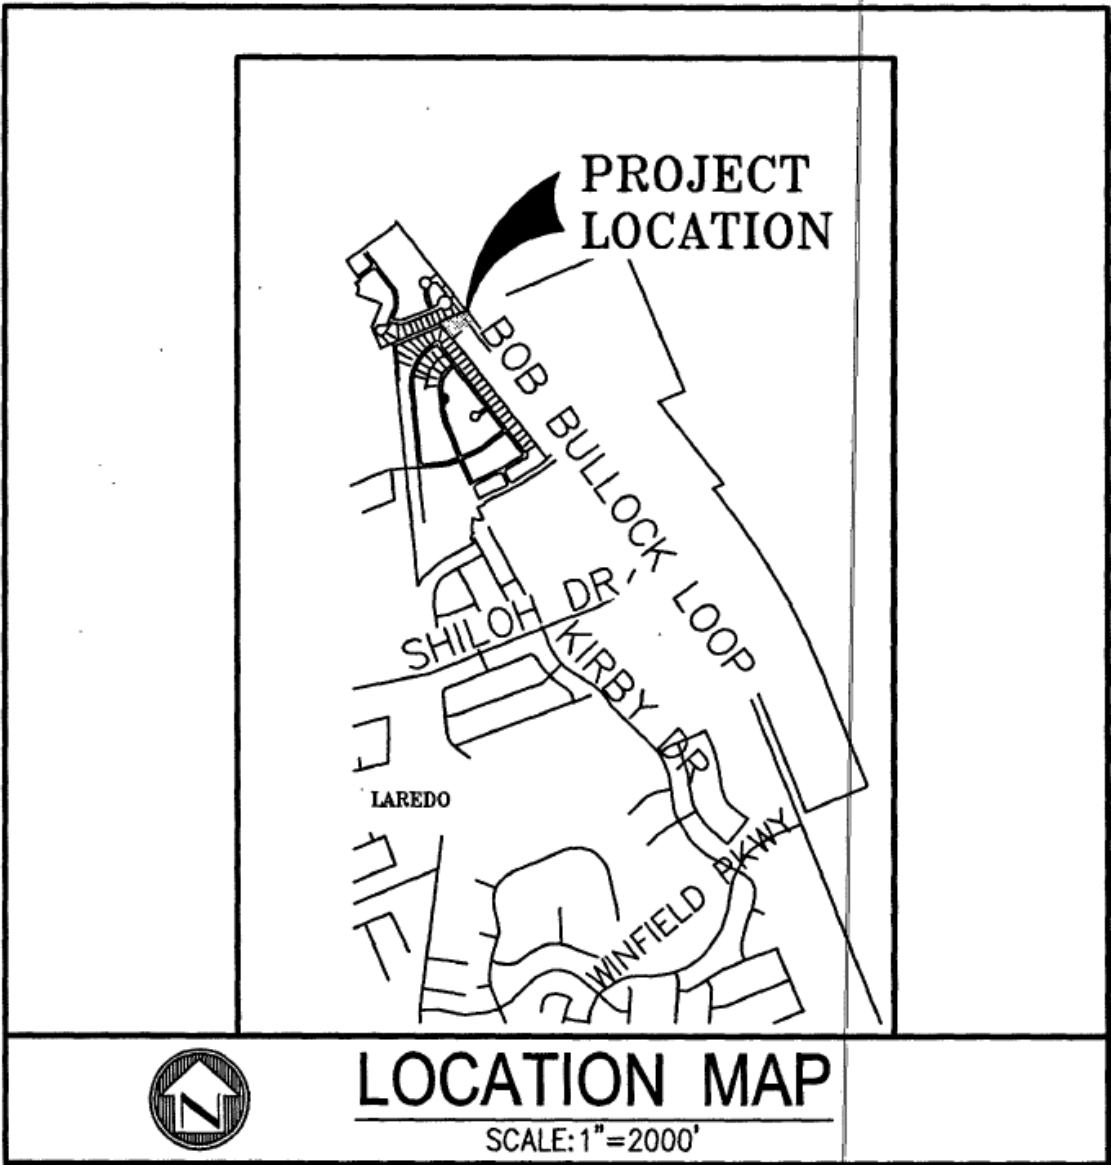 PROJECT
LOCATION
BOB BULLOCK LOOP
SHILOH DR.
KIRBY DR
LAREDO
WINFIELD PKWY
N
LOCATION MAP
SCALE: 1"=2000'